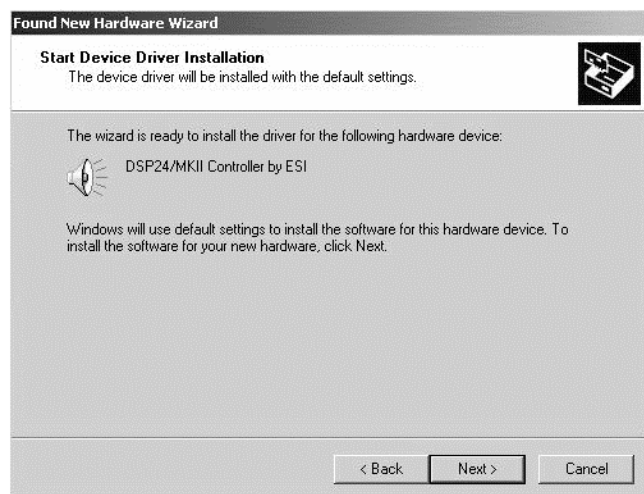 Found New Hardware Wizard
Start Device Driver Installation
The device driver will be installed with the default settings.
The wizard is ready to install the driver for the following hardware device:
DSP24/MKII Controller by ESI
Windows will use default settings to install the software for this hardware device. To
install the software for your new hardware, click Next.
< Back
Next >
Cancel